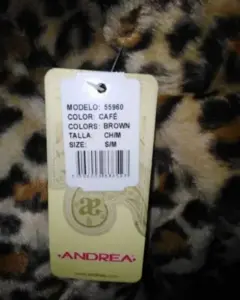 MODELO: 55960
COLOR: CAFÉ
COLORS: BROWN
TALLA: CH/M
SIZE: S/M
ANDREA